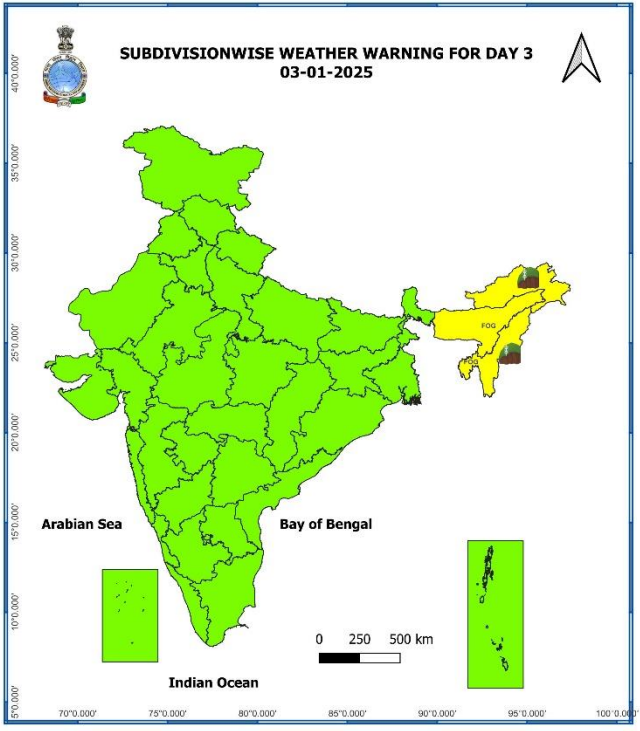 SUBDIVISIONWISE WEATHER WARNING FOR DAY 3
03-01-2025
40°0.000'
35°0.000'
30°0.000'
25°0.000'
20°0.000'
15°0.000'
10°0.000'
5°0.000'
FOG
FOG
Arabian Sea
Bay of Bengal
0 250 500 km
Indian Ocean
70°0.000' 75°0.000' 80°0.000' 85°0.000' 90°0.000' 95°0.000' 100°0.000'